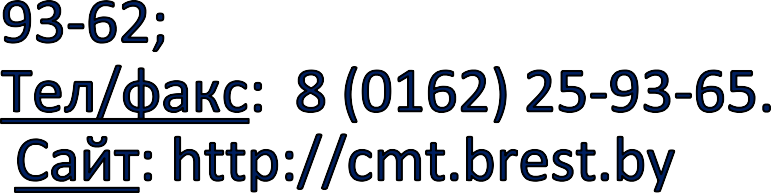 93-62;
Тел/факс:  8 (0162) 25-93-65.
Сайт: http://cmt.brest.by